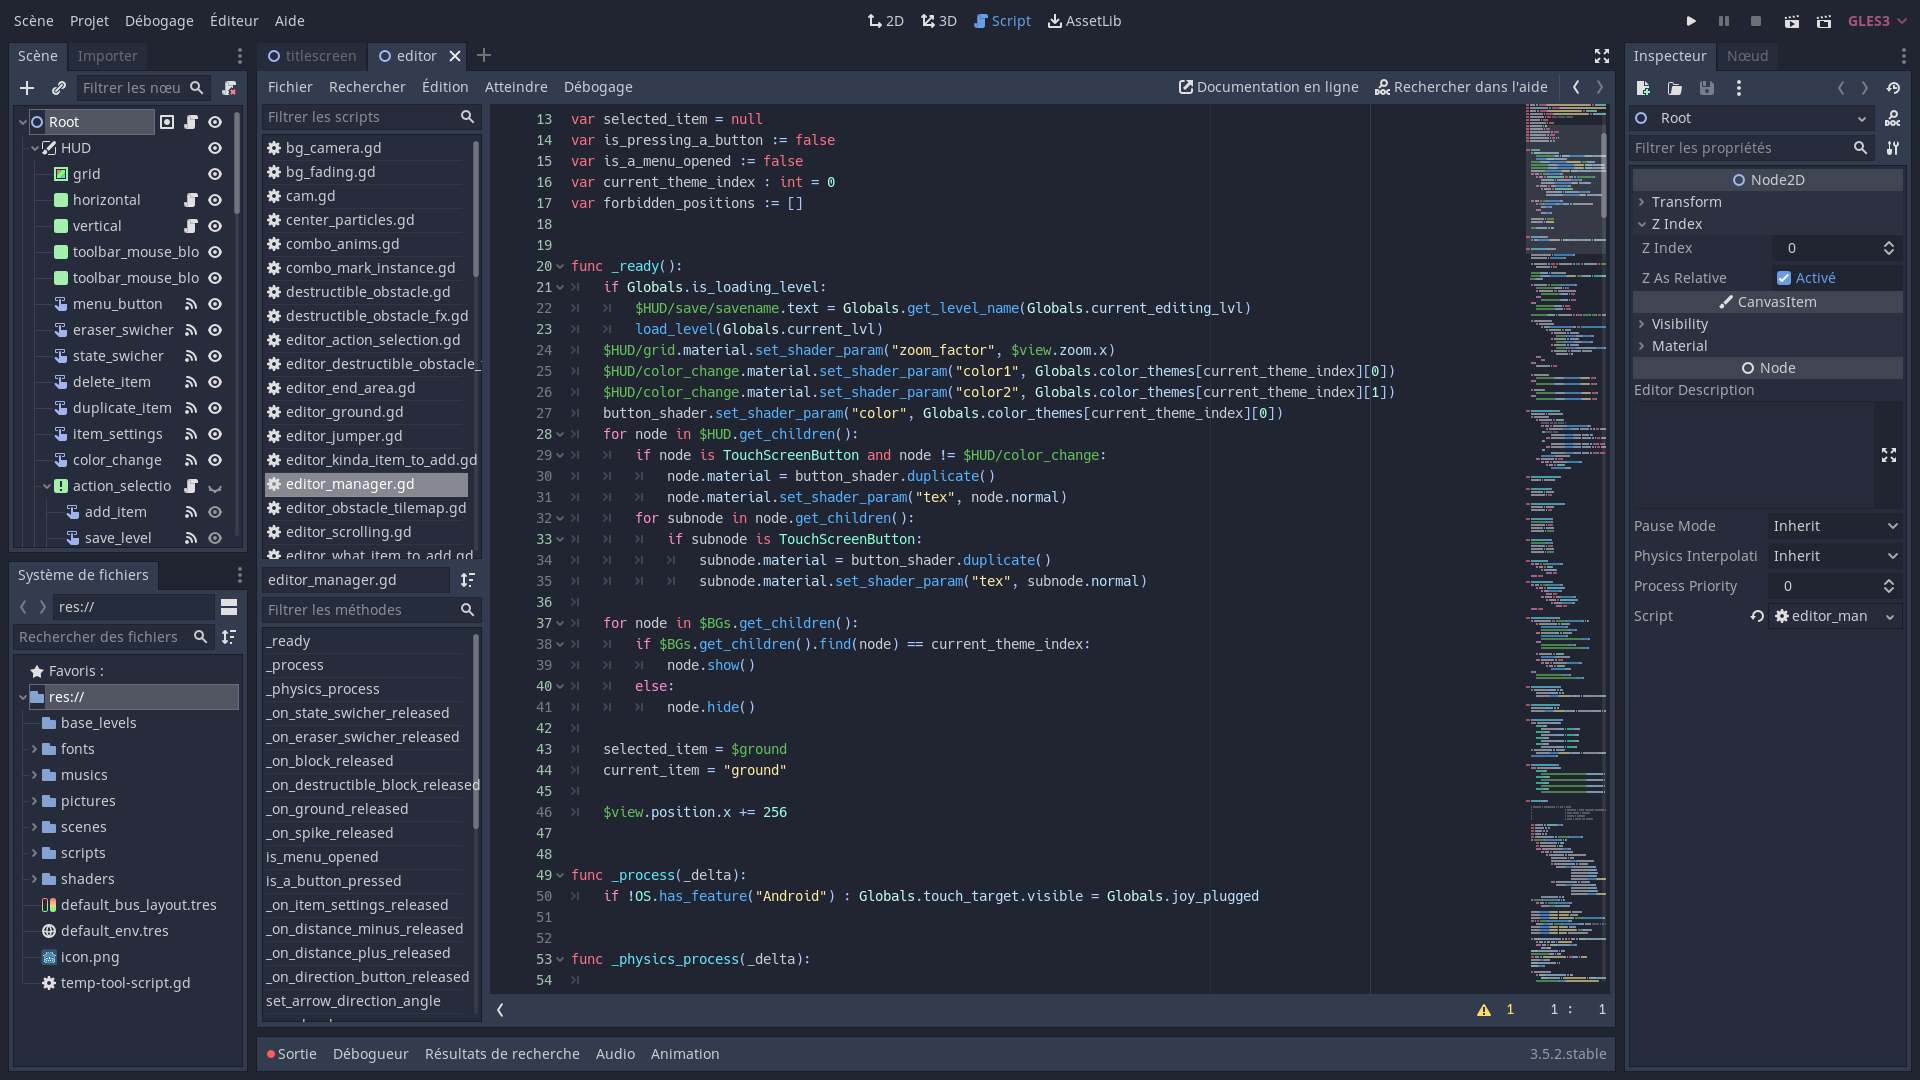 Scène Projet Débogage Éditeur Aide
2D 3D Script AssetLib
GLES3
Scène Importer
Filtrer les nœu
Root
HUD
grid
horizontal
vertical
toolbar_mouse_blo
toolbar_mouse_blo
menu_button
eraser_swicher
state_swicher
delete_item
duplicate_item
item_settings
color_change
action_selectio
add_item
save_level
Système de fichiers
res://
Rechercher des fichiers
Favoris :
res://
base_levels
fonts
musics
pictures
scenes
scripts
shaders
default_bus_layout.tres
default_env.tres
icon.png
temp-tool-script.gd
titlescreen editor
Fichier Rechercher Édition Atteindre Débogage
Documentation en ligne Rechercher dans l'aide
Filtrer les scripts
bg_camera.gd
bg_fading.gd
cam.gd
center_particles.gd
combo_anims.gd
combo_mark_instance.gd
destructible_obstacle.gd
destructible_obstacle_fx.gd
editor_action_selection.gd
editor_destructible_obstacle_
editor_end_area.gd
editor_ground.gd
editor_jumper.gd
editor_kinda_item_to_add.gd
editor_manager.gd
editor_obstacle_tilemap.gd
editor_scrolling.gd
editor_what_item_to_add.gd
editor_manager.gd
Filtrer les méthodes
_ready
_process
_physics_process
_on_state_swicher_released
_on_eraser_swicher_released
_on_block_released
_on_destructible_block_released
_on_ground_released
_on_spike_released
is_menu_opened
is_a_button_pressed
_on_item_settings_released
_on_distance_minus_released
_on_distance_plus_released
_on_direction_button_released
set_arrow_direction_angle
13 var selected_item = null
14 var is_pressing_a_button := false
15 var is_a_menu_opened := false
16 var current_theme_index : int = 0
17 var forbidden_positions := []
18
19
20 func _ready():
21 if Globals.is_loading_level:
22 $HUD/save/savename.text = Globals.get_level_name(Globals.current_editing_lvl)
23 load_level(Globals.current_lvl)
24 $HUD/grid.material.set_shader_param("zoom_factor", $view.zoom.x)
25 $HUD/color_change.material.set_shader_param("color1", Globals.color_themes[current_theme_index][0])
26 $HUD/color_change.material.set_shader_param("color2", Globals.color_themes[current_theme_index][1])
27 button_shader.set_shader_param("color", Globals.color_themes[current_theme_index][0])
28 for node in $HUD.get_children():
29 if node is TouchScreenButton and node != $HUD/color_change:
30 node.material = button_shader.duplicate()
31 node.material.set_shader_param("tex", node.normal)
32 for subnode in node.get_children():
33 if subnode is TouchScreenButton:
34 subnode.material = button_shader.duplicate()
35 subnode.material.set_shader_param("tex", subnode.normal)
36
37 for node in $BGs.get_children():
38 if $BGs.get_children().find(node) == current_theme_index:
39 node.show()
40 else:
41 node.hide()
42
43 selected_item = $ground
44 current_item = "ground"
45
46 $view.position.x += 256
47
48
49 func _process(_delta):
50 if !OS.has_feature("Android") : Globals.touch_target.visible = Globals.joy_plugged
51
52
53 func _physics_process(_delta):
54
1 1 : 1
Sortie Débogueur Résultats de recherche Audio Animation
3.5.2.stable
Inspecteur Nœud
Root
Filtrer les propriétés
Node2D
Transform
Z Index
Z Index 0
Z As Relative Activé
CanvasItem
Visibility
Material
Node
Editor Description
Pause Mode Inherit
Physics Interpolati Inherit
Process Priority 0
Script editor_man